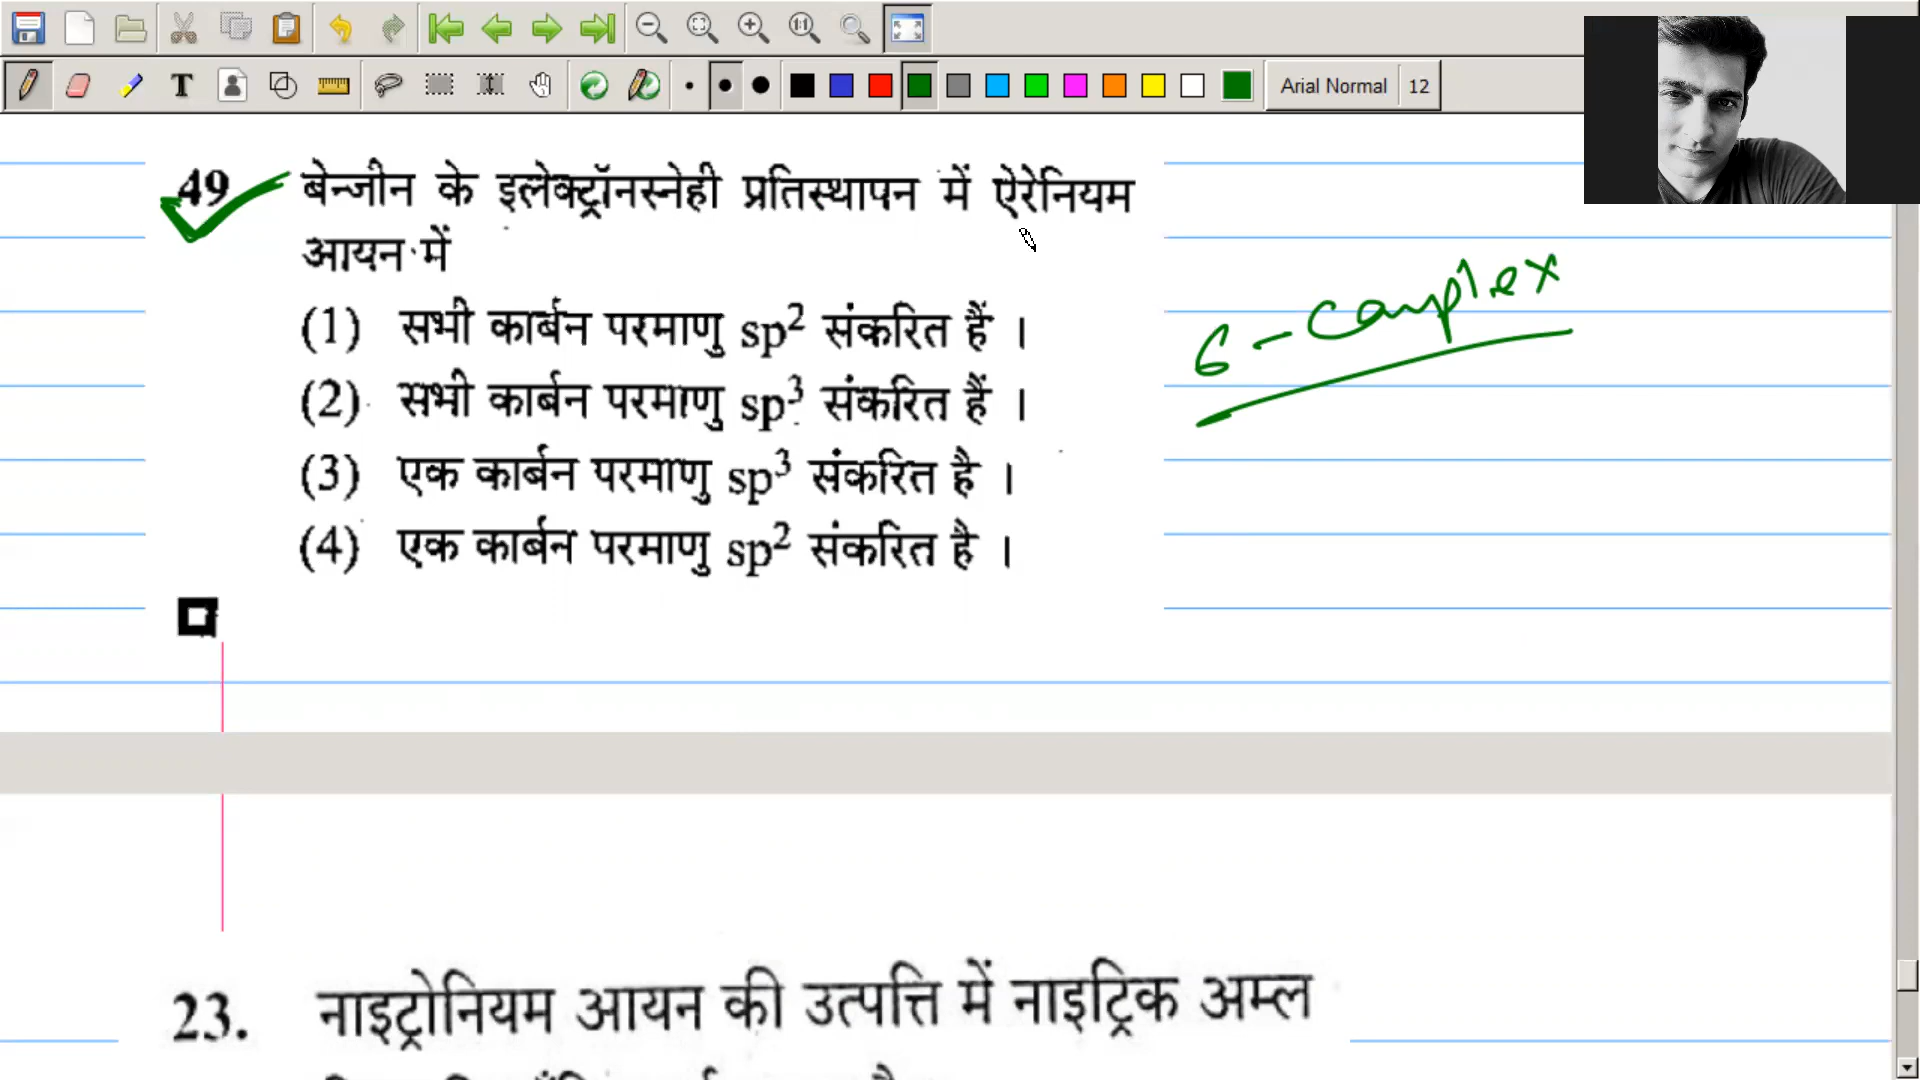 T
1:1
Arial Normal 12
49 बेन्जीन के इलेक्ट्रॉनस्नेही प्रतिस्थापन में ऐरेनियम
आयन में
(1) सभी कार्बन परमाणु sp² संकरित हैं ।
(2) सभी कार्बन परमाणु sp³ संकरित हैं ।
(3) एक कार्बन परमाणु sp³ संकरित है ।
(4) एक कार्बन परमाणु sp² संकरित है ।
6 - complex
23. नाइट्रोनियम आयन की उत्पत्ति में नाइट्रिक अम्ल